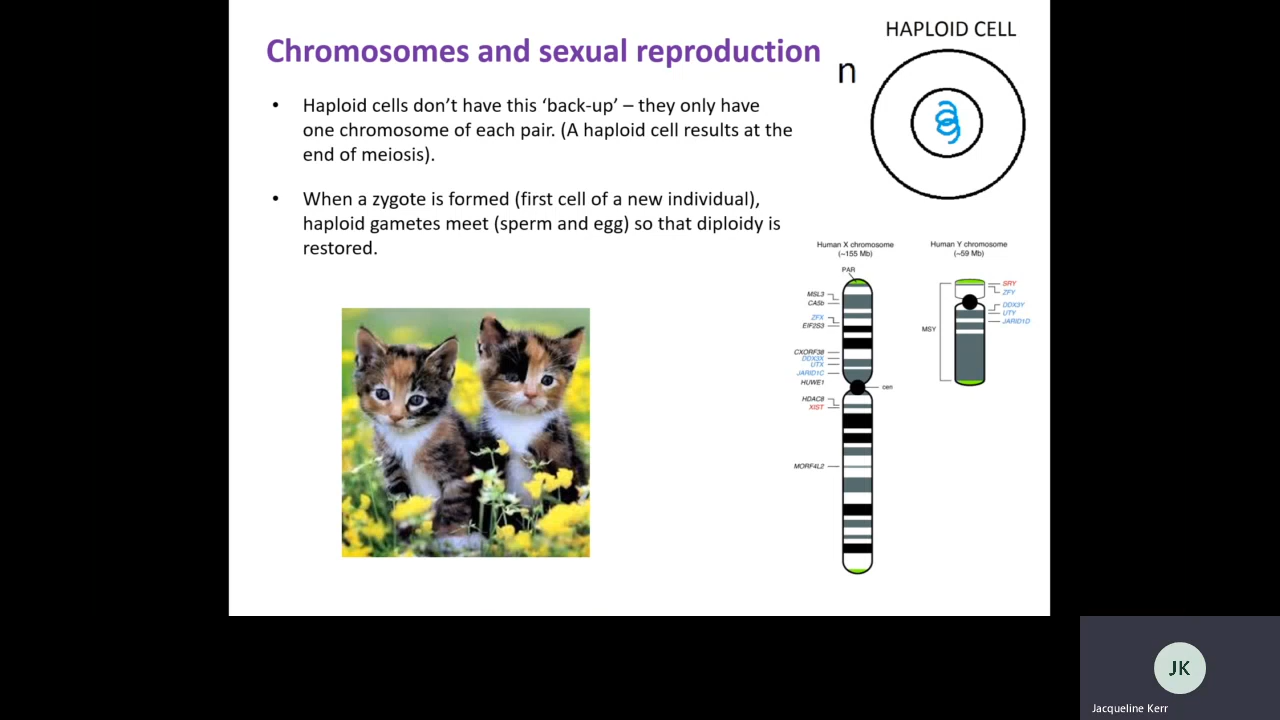 Chromosomes and sexual reproduction
HAPLOID CELL
n
• Haploid cells don’t have this ‘back-up’ – they only have
one chromosome of each pair. (A haploid cell results at the
end of meiosis).
• When a zygote is formed (first cell of a new individual),
haploid gametes meet (sperm and egg) so that diploidy is
restored.
Human X chromosome
(~155 Mb)
PAR
MSL3
CA5b
ZFX
EIF2S3
CXORF38
DDX3X
UTX
JARID1C
HUWE1
cen
HDAC8
XIST
MORF4L2
Human Y chromosome
(~59 Mb)
SRY
ZFY
DDX3Y
UTY
JARID1D
MSY
JK
Jacqueline Kerr